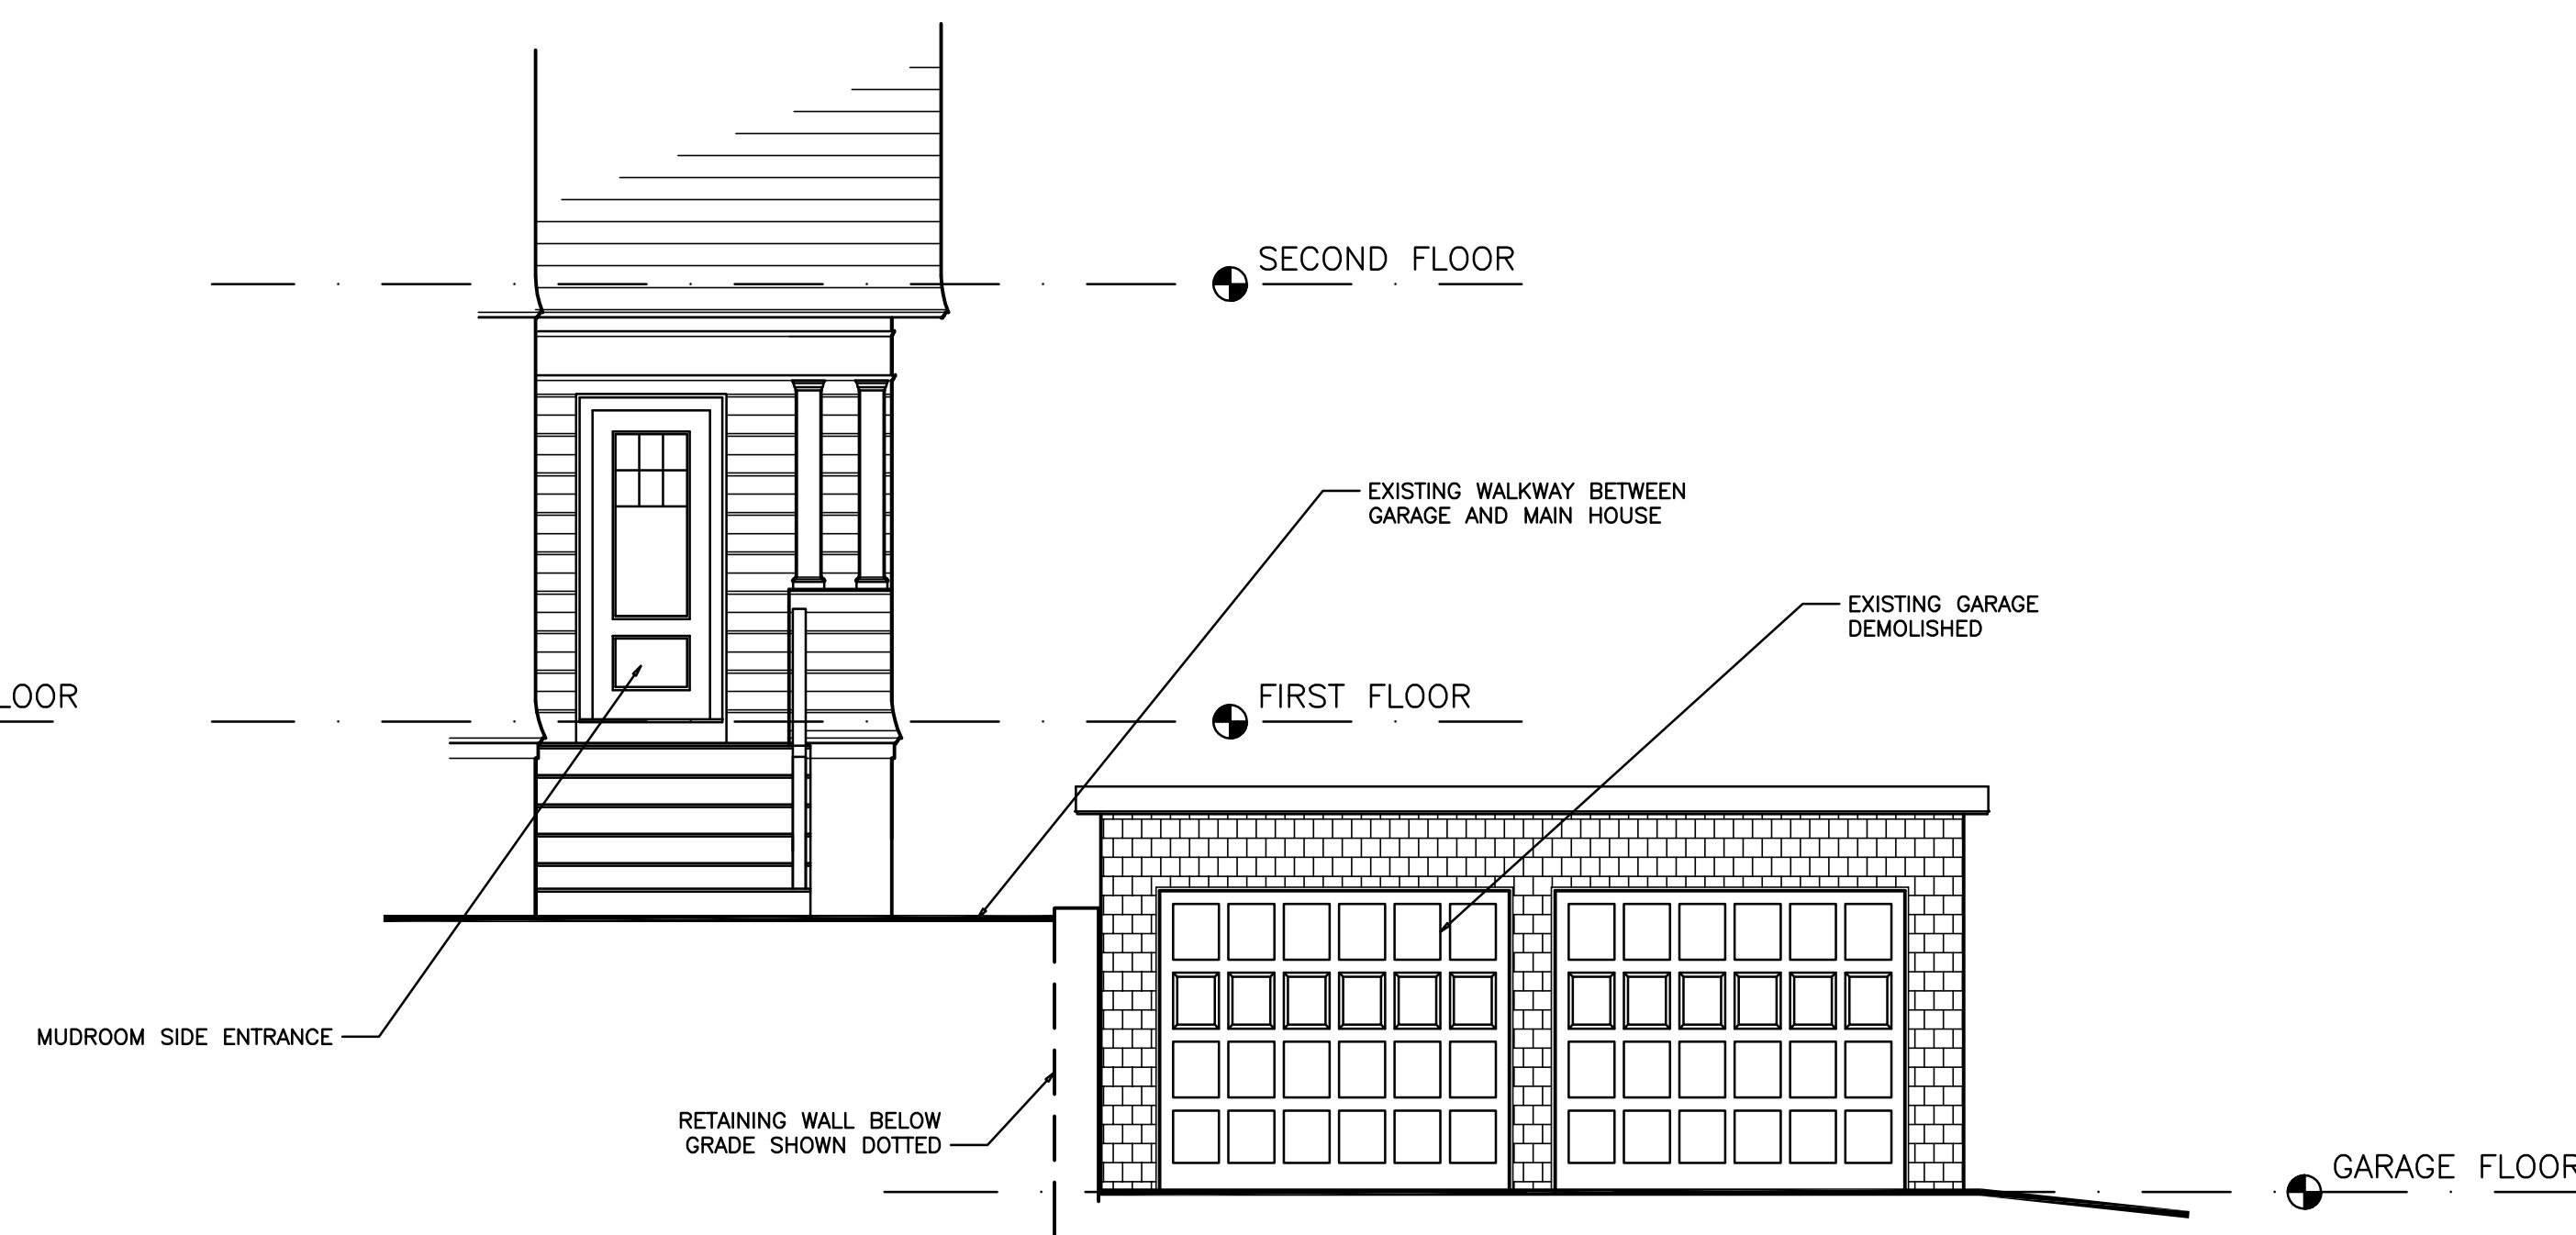 SECOND FLOOR
EXISTING WALKWAY BETWEEN
GARAGE AND MAIN HOUSE
EXISTING GARAGE
DEMOLISHED
FIRST FLOOR
MUDROOM SIDE ENTRANCE
RETAINING WALL BELOW
GRADE SHOWN DOTTED
GARAGE FLOOR